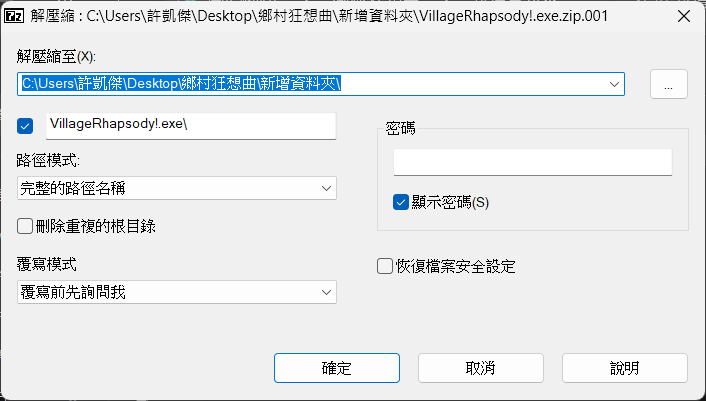 7z 解壓縮 : C:\Users\許凱傑\Desktop\鄉村狂想曲\新增資料夾\VillageRhapsody!.exe.zip.001
解壓縮至(X):
C:\Users\許凱傑\Desktop\鄉村狂想曲\新增資料夾\
...
VillageRhapsody!.exe\
路徑模式:
完整的路徑名稱
刪除重複的根目錄
覆寫模式
覆寫前先詢問我
密碼
顯示密碼(S)
恢復檔案安全設定
確定
取消
說明